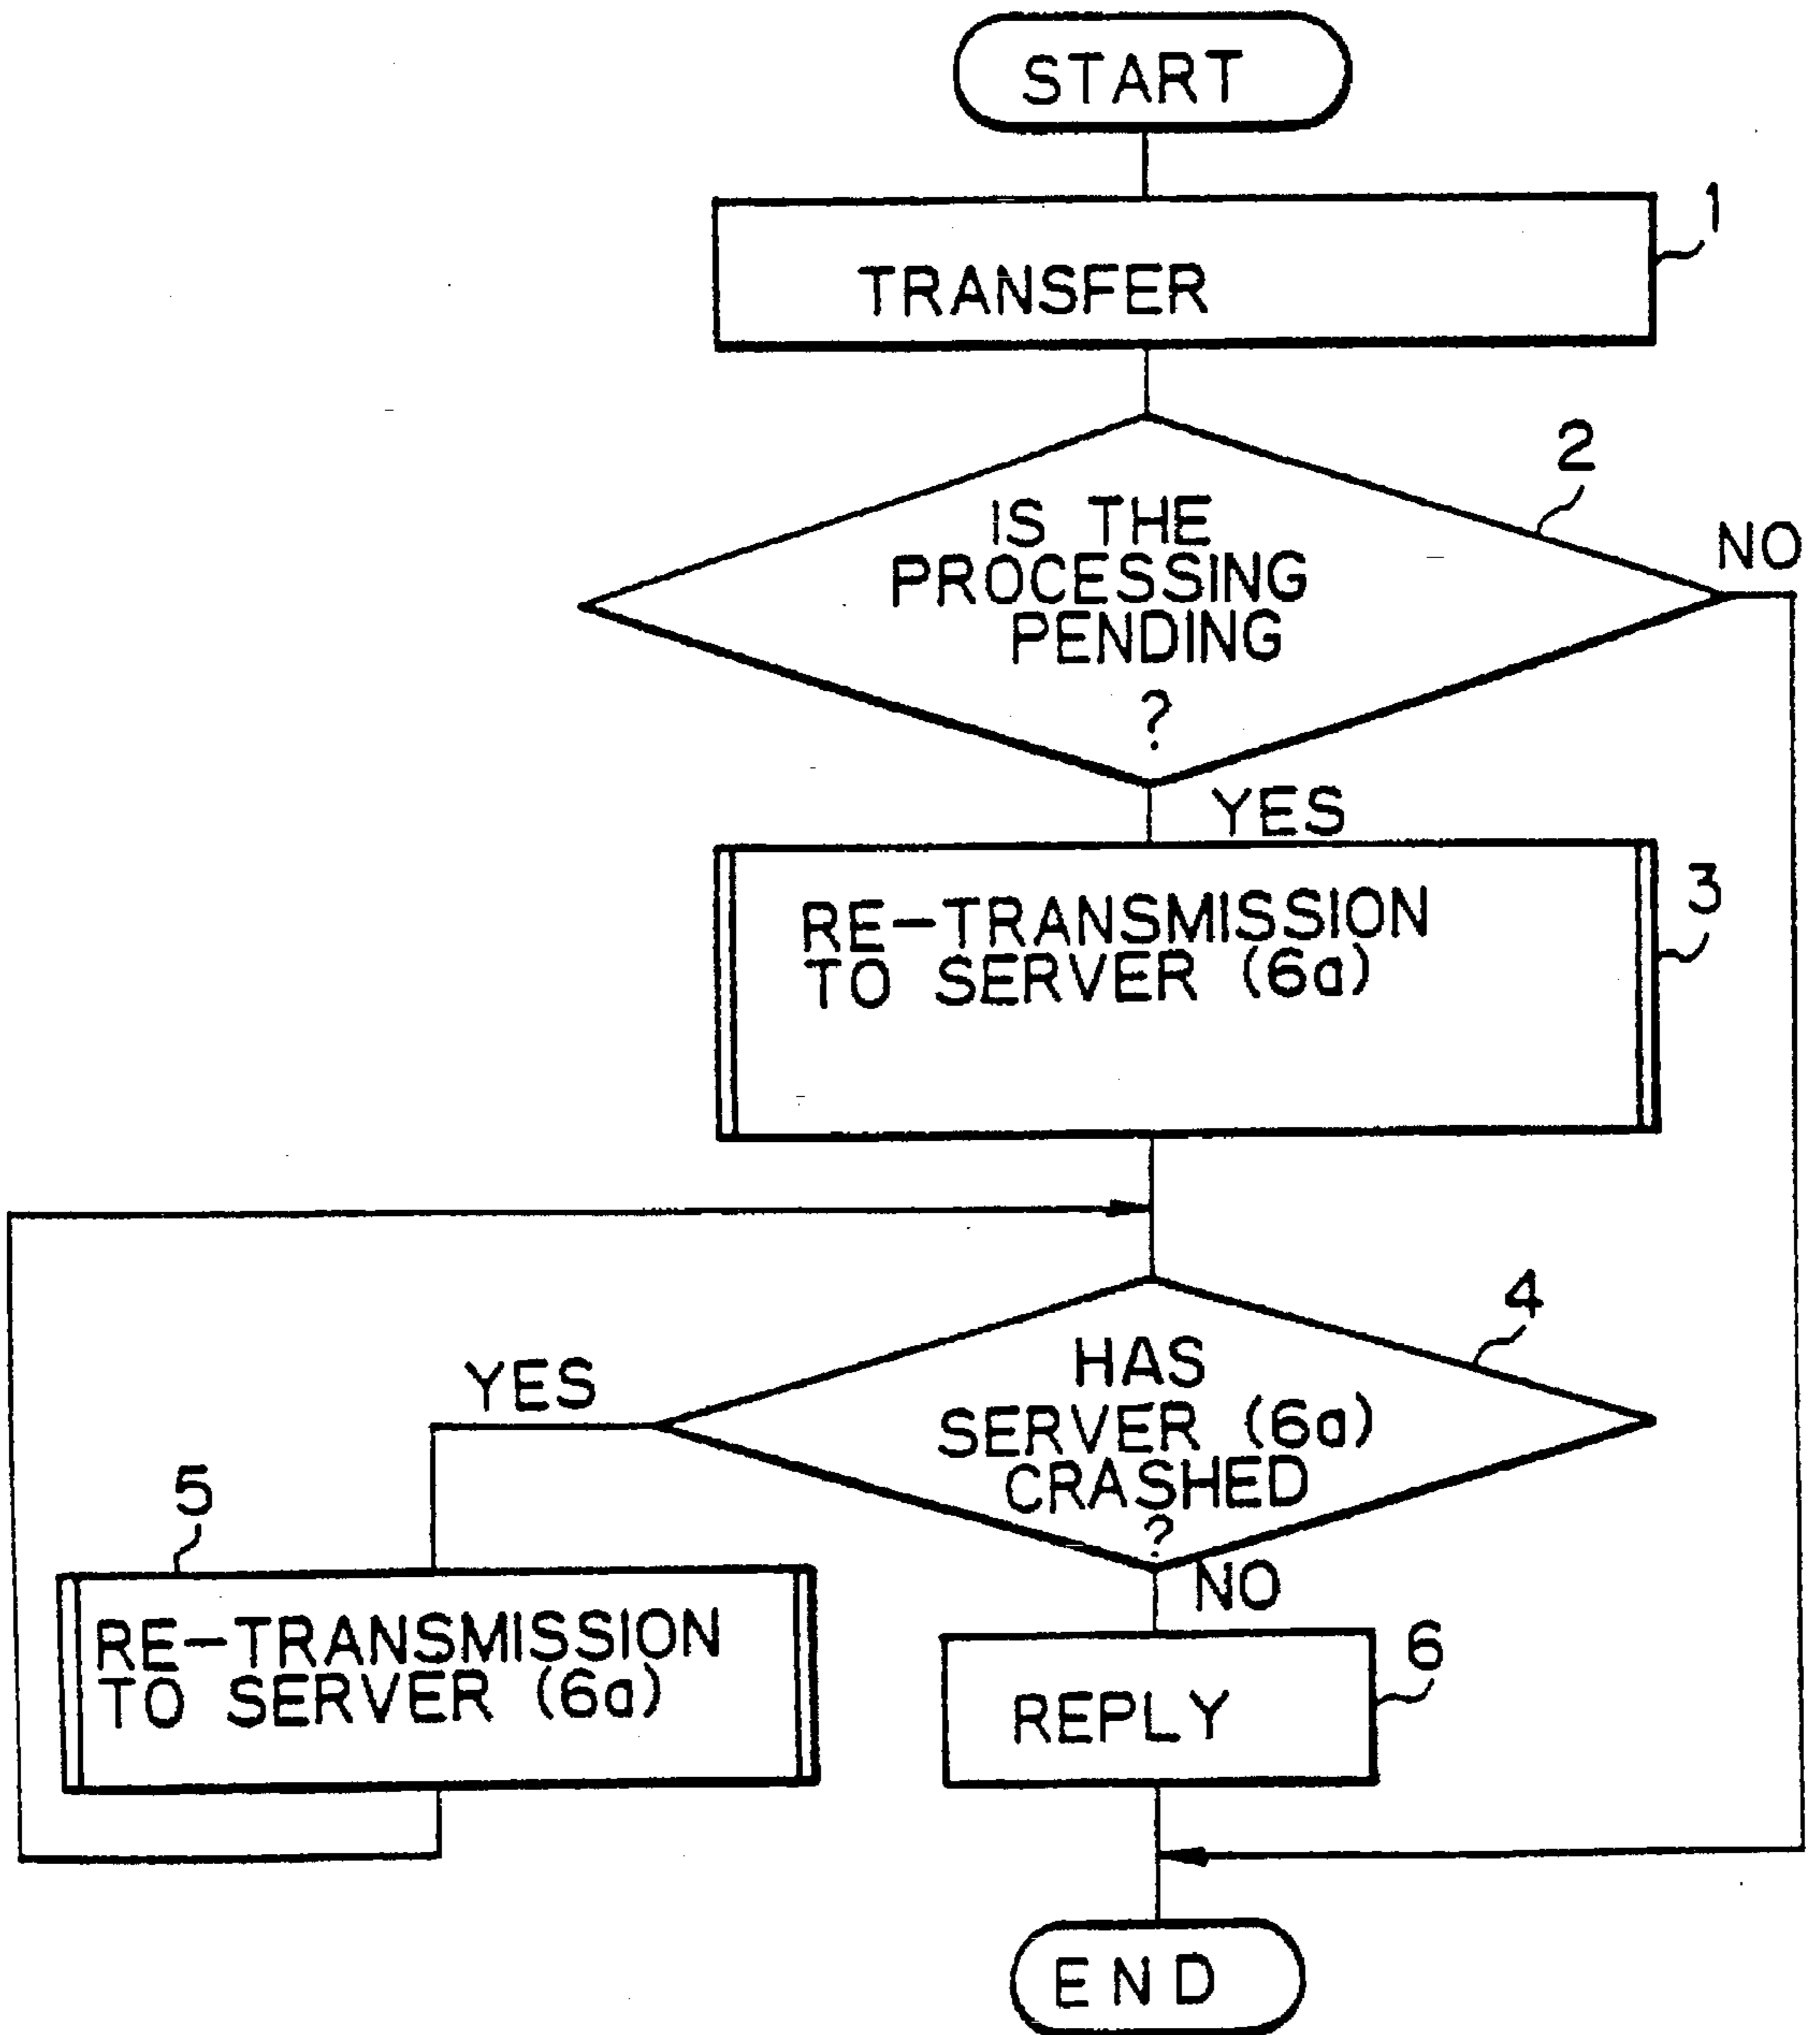 START
1
TRANSFER
2
NO
IS THE
PROCESSING
PENDING
?
YES
3
RE-TRANSMISSION
TO SERVER (6a)
4
YES
HAS
SERVER (6a)
CRASHED
?
NO
5
RE-TRANSMISSION
TO SERVER (6a)
6
REPLY
END